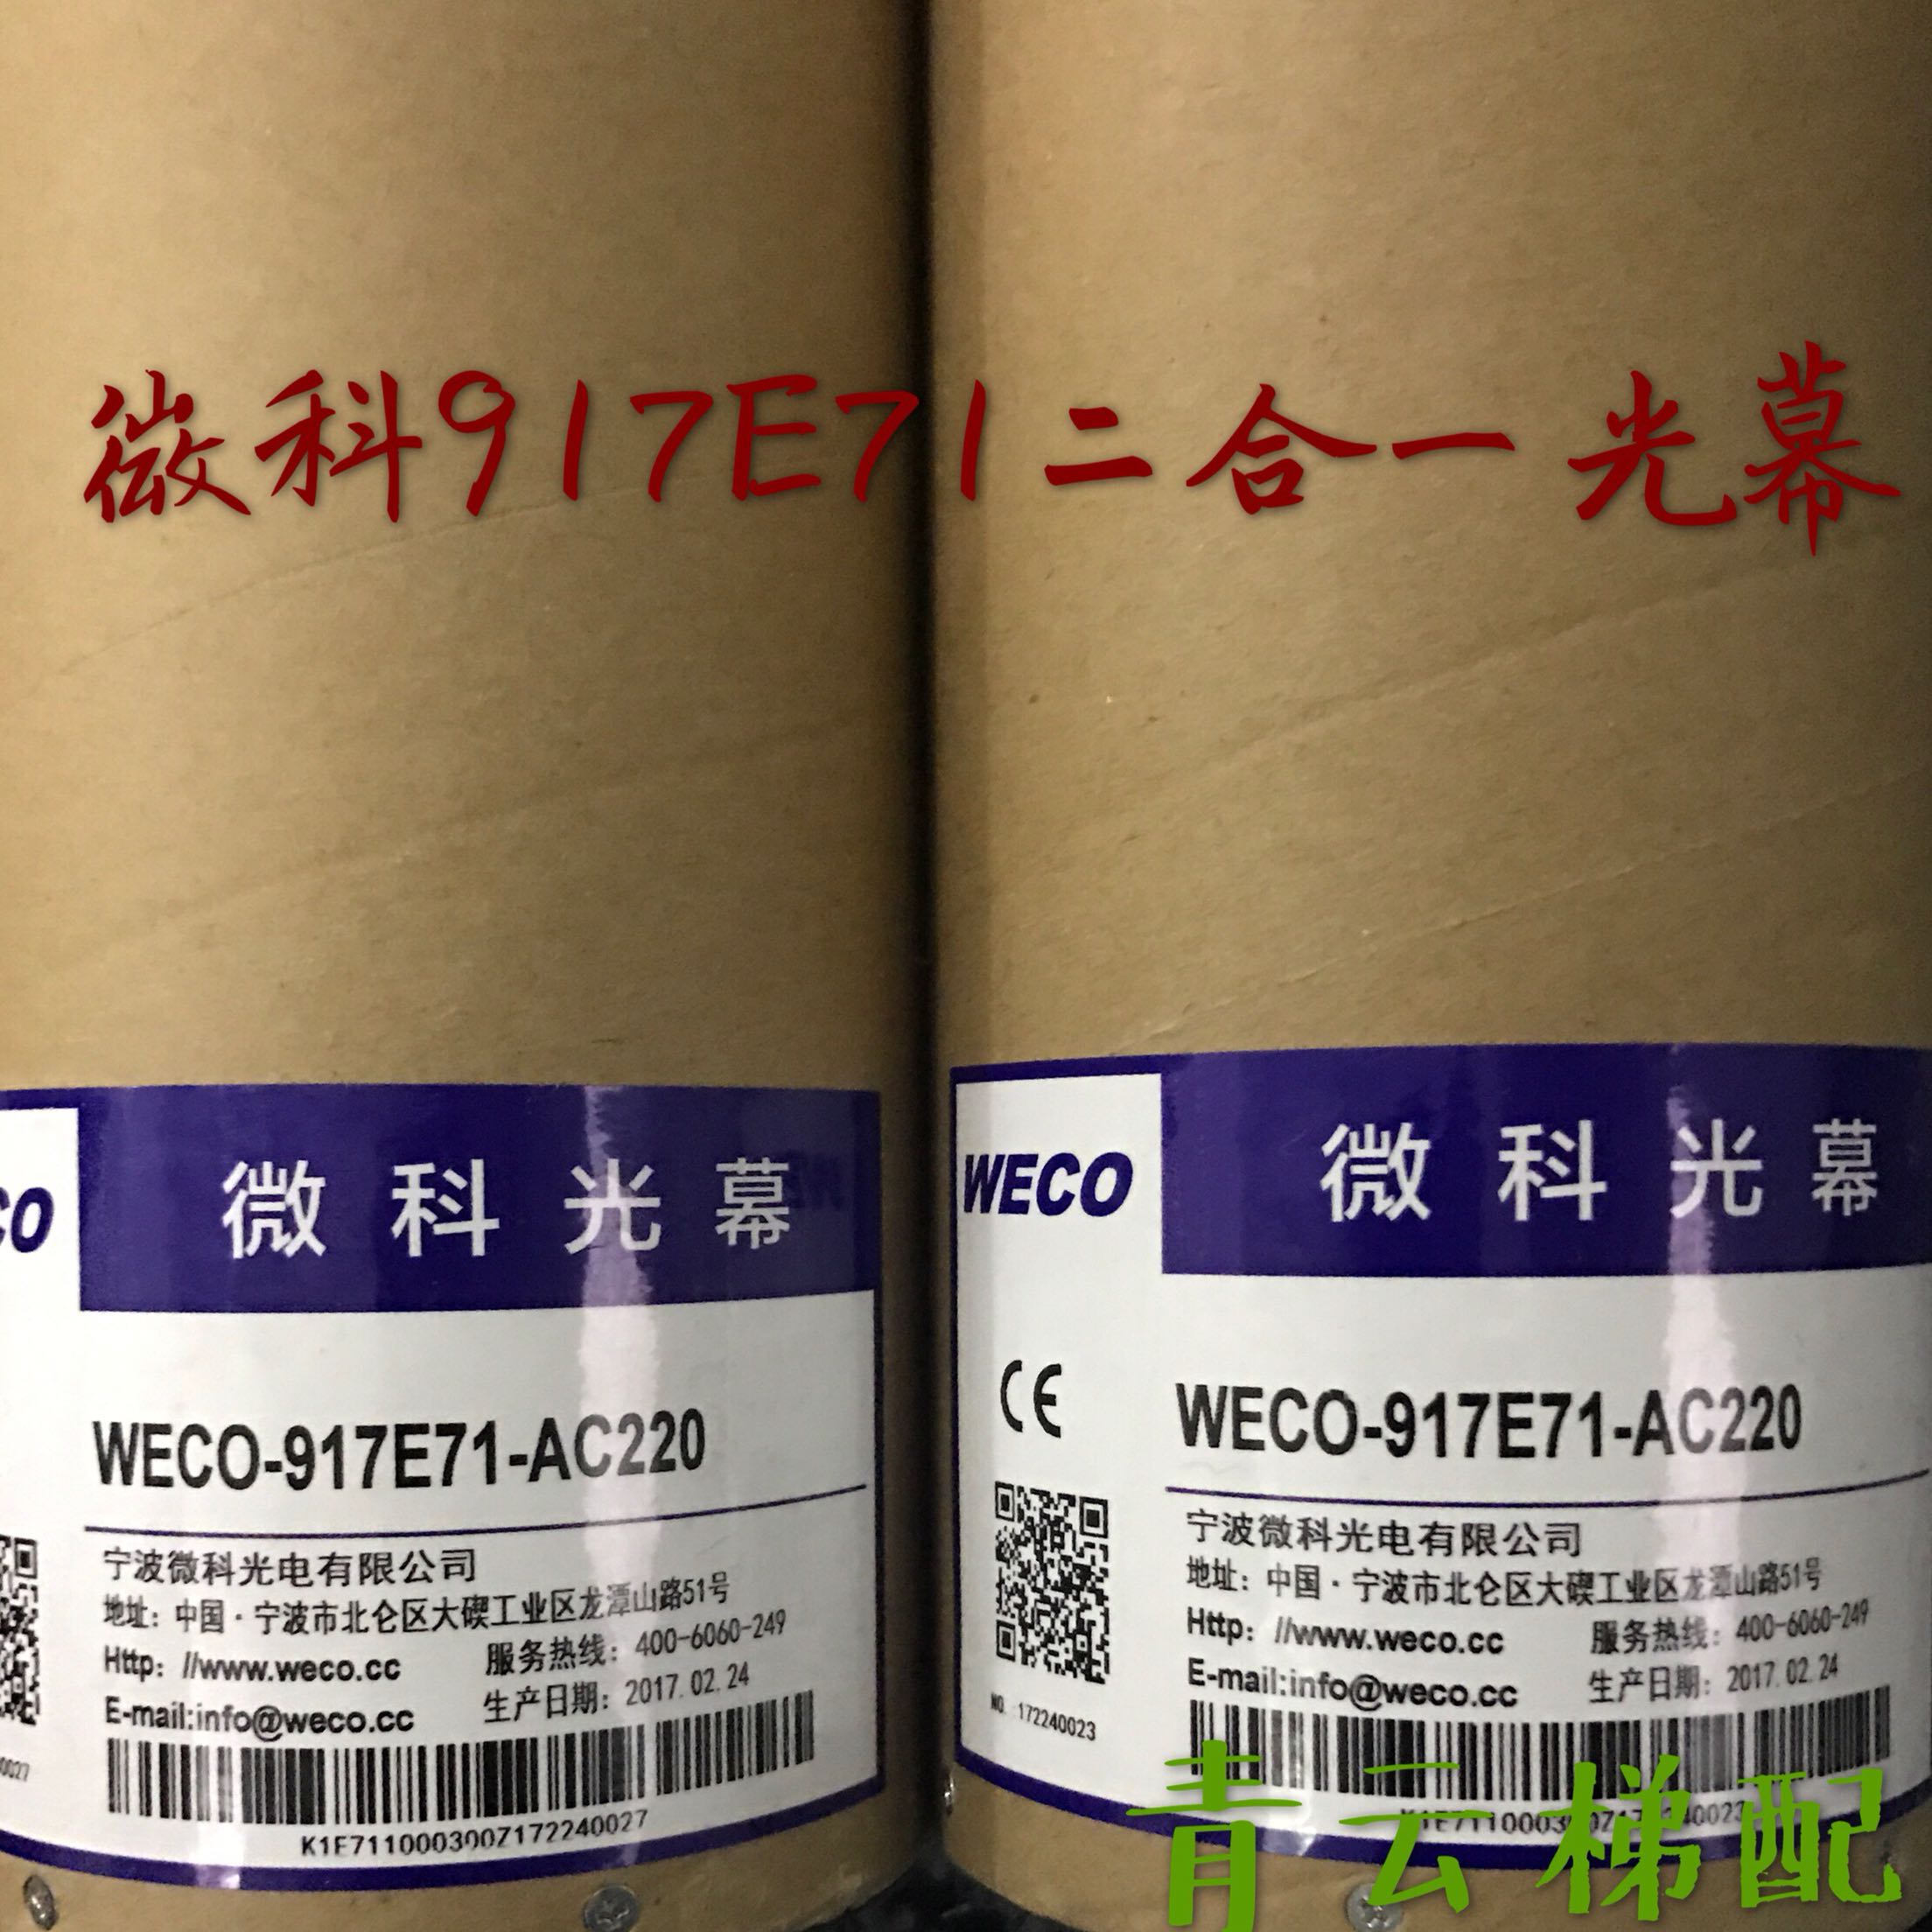 微科917E71二合一光幕
CO
微科光幕
WECO-917E71-AC220
宁波微科光电有限公司
地址：中国·宁波市北仑区大碶工业区龙潭山路51号
Http：//www.weco.cc
服务热线：400-6060-249
E-mail:info@weco.cc
生产日期：2017.02.24
0027
K1E711000300Z172240027
WECO
微科光幕
CE
WECO-917E71-AC220
宁波微科光电有限公司
地址：中国·宁波市北仑区大碶工业区龙潭山路51号
Http：//www.weco.cc
服务热线：400-6060-249
E-mail:info@weco.cc
生产日期：2017.02.24
NO.:172240023
青云梯配